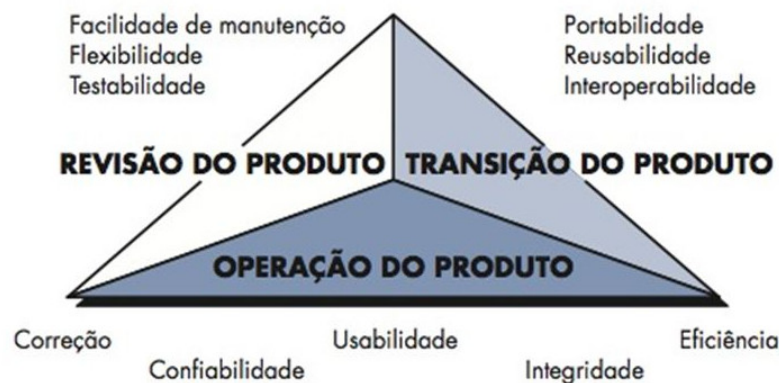 Facilidade de manutenção
Flexibilidade
Testabilidade
Portabilidade
Reusabilidade
Interoperabilidade
REVISÃO DO PRODUTO
TRANSIÇÃO DO PRODUTO
OPERAÇÃO DO PRODUTO
Correção
Usabilidade
Eficiência
Confiabilidade
Integridade